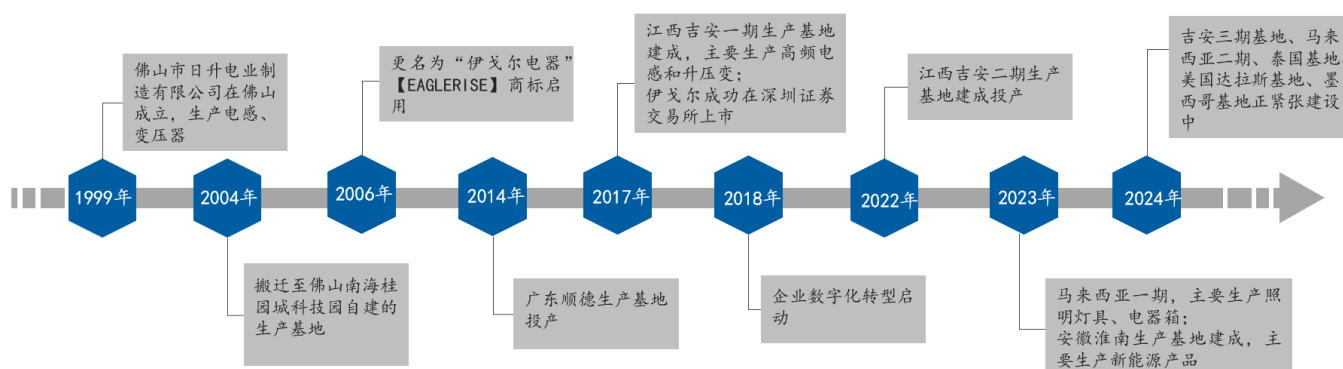 佛山市日升电业制
造有限公司在佛山
成立，生产电感、
变压器
更名为“伊戈尔电器”
【EAGLERISE】商标启
用
江西吉安一期生产基地
建成，主要生产高频电
感和升压变；
伊戈尔成功在深圳证券
交易所上市
江西吉安二期生产
基地建成投产
吉安三期基地、马来
西亚二期、泰国基地、
美国达拉斯基地、墨
西哥基地正紧张建设
中
1999年
2004年
2006年
2014年
2017年
2018年
2022年
2023年
2024年
搬迁至佛山南海桂
园城科技园自建的
生产基地
广东顺德生产基地
投产
企业数字化转型启
动
马来西亚一期，主要生产照
明灯具、电器箱；
安徽淮南生产基地建成，主
要生产新能源产品